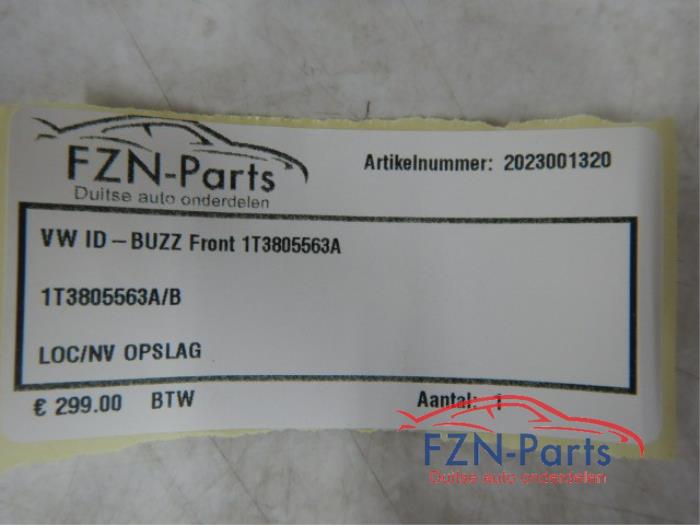 FZN-Parts
Duitse auto onderdelen
Artikelnummer: 2023001320
VW ID - BUZZ Front 1T3805563A
1T3805563A/B
LOC/NV OPSLAG
€ 299.00 BTW
Aantal: 1
FZN-Parts
Duitse auto onderdelen